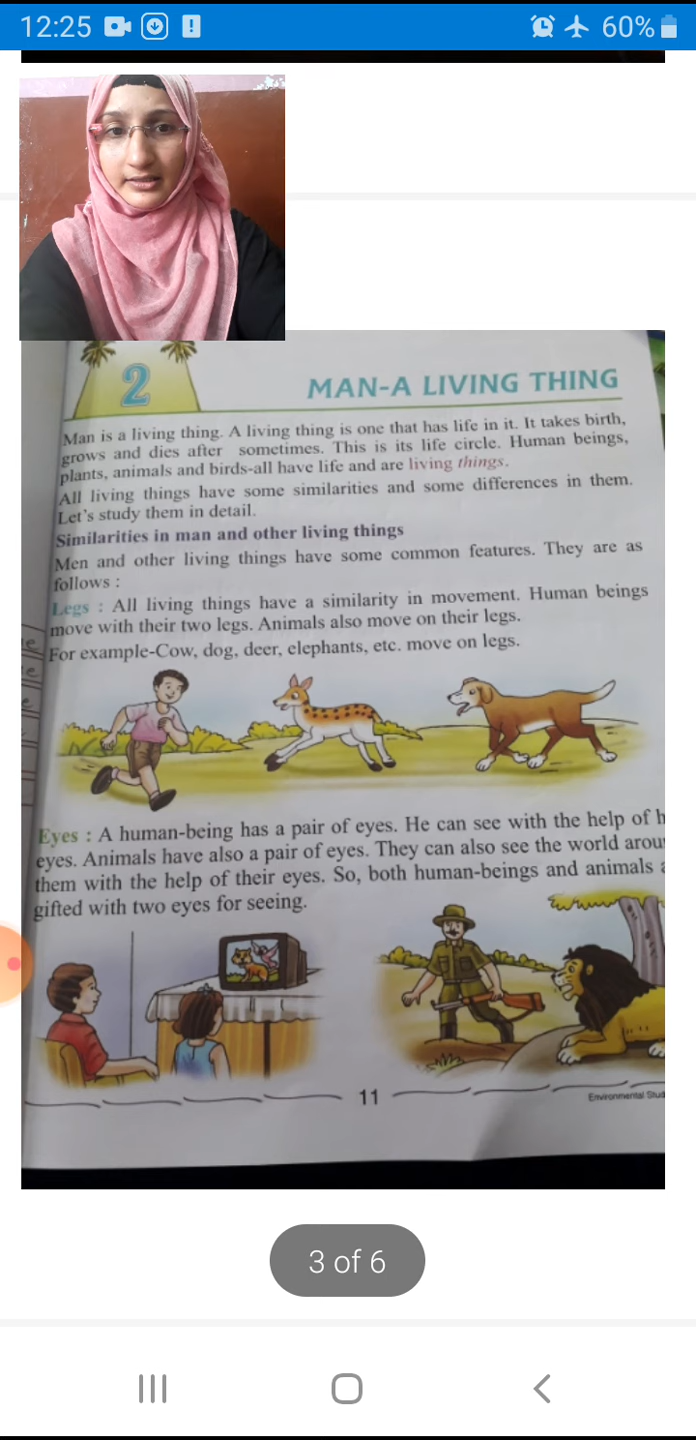 12:25
60%
2
MAN-A LIVING THING
Man is a living thing. A living thing is one that has life in it. It takes birth,
grows and dies after sometimes. This is its life circle. Human beings,
plants, animals and birds-all have life and are living things.
All living things have some similarities and some differences in them.
Let's study them in detail.
Similarities in man and other living things
Men and other living things have some common features. They are as
follows :
Legs : All living things have a similarity in movement. Human beings
move with their two legs. Animals also move on their legs.
For example-Cow, dog, deer, elephants, etc. move on legs.
Eyes : A human-being has a pair of eyes. He can see with the help of h
eyes. Animals have also a pair of eyes. They can also see the world arou
them with the help of their eyes. So, both human-beings and animals a
gifted with two eyes for seeing.
11
Environmental Stud
3 of 6